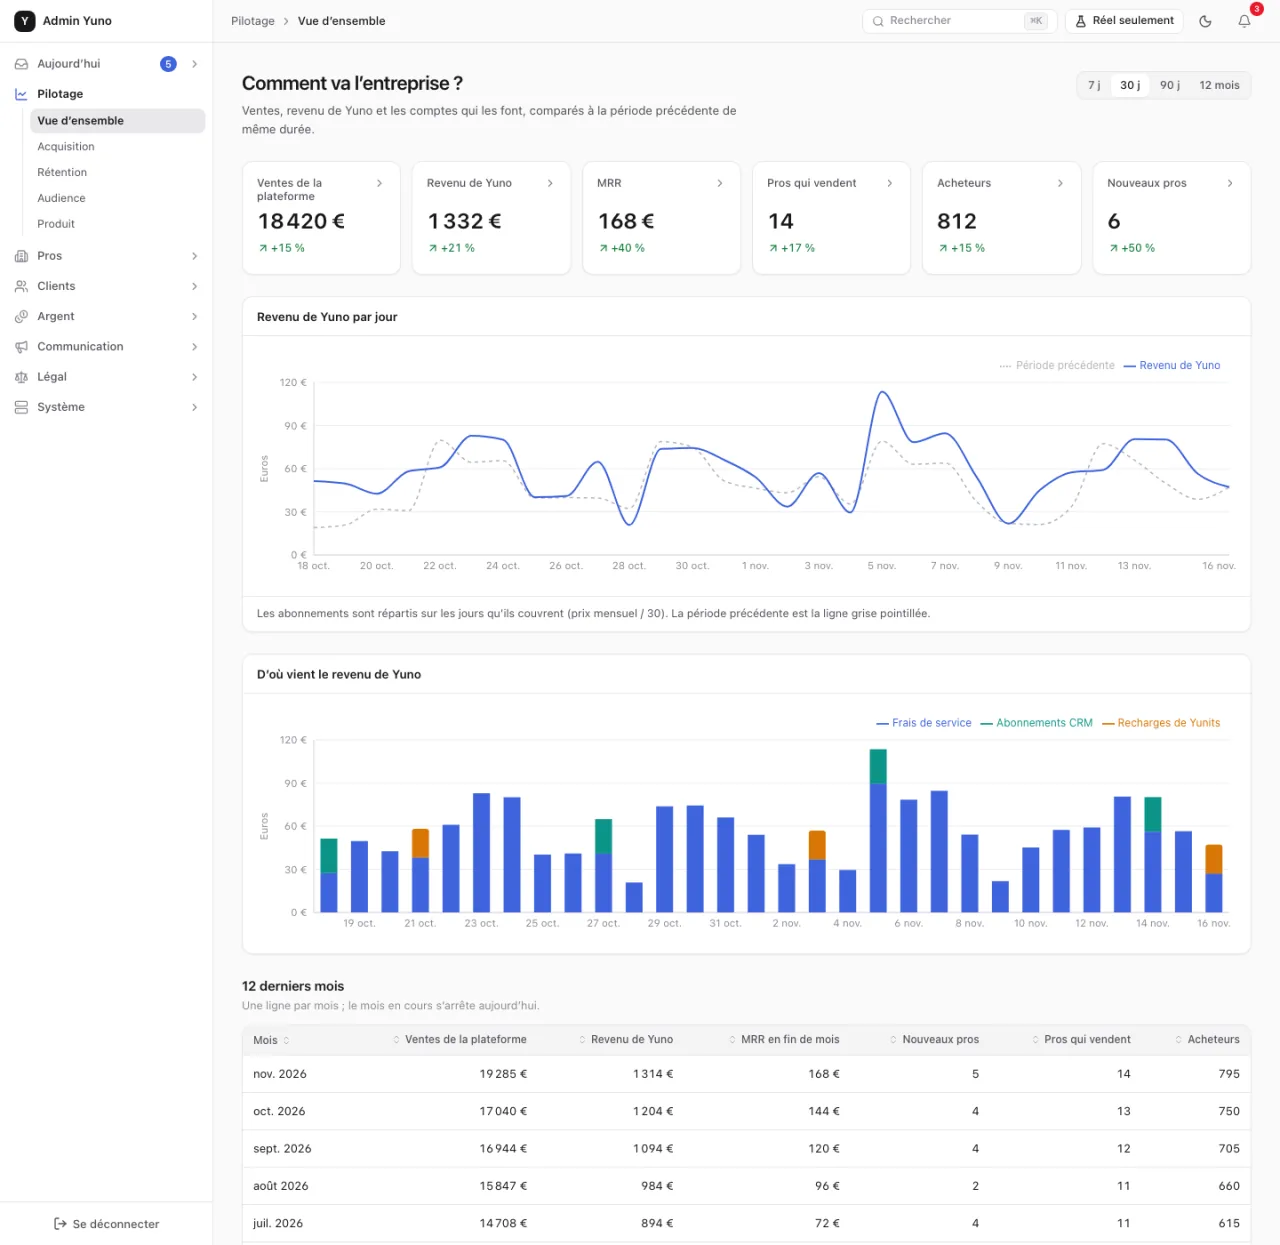 Y Admin Yuno
Aujourd'hui 5
Pilotage
Vue d'ensemble
Acquisition
Rétention
Audience
Produit
Pros
Clients
Argent
Communication
Légal
Système
Se déconnecter
Pilotage > Vue d'ensemble
Rechercher ⌘K
Réel seulement
3
Comment va l'entreprise ?
Ventes, revenu de Yuno et les comptes qui les font, comparés à la période précédente de
même durée.
7 j 30 j 90 j 12 mois
Ventes de la
plateforme
18 420 €
+15 %
Revenu de Yuno
1 332 €
+21 %
MRR
168 €
+40 %
Pros qui vendent
14
+17 %
Acheteurs
812
+15 %
Nouveaux pros
6
+50 %
Revenu de Yuno par jour
Période précédente Revenu de Yuno
Euros
120 €
90 €
60 €
30 €
0 €
18 oct. 20 oct. 22 oct. 24 oct. 26 oct. 28 oct. 30 oct. 1 nov. 3 nov. 5 nov. 7 nov. 9 nov. 11 nov. 13 nov. 16 nov.
Les abonnements sont répartis sur les jours qu'ils couvrent (prix mensuel / 30). La période précédente est la ligne grise pointillée.
D'où vient le revenu de Yuno
Frais de service Abonnements CRM Recharges de Yunits
Euros
120 €
90 €
60 €
30 €
0 €
19 oct. 21 oct. 23 oct. 25 oct. 27 oct. 29 oct. 31 oct. 2 nov. 4 nov. 6 nov. 8 nov. 10 nov. 12 nov. 14 nov. 16 nov.
12 derniers mois
Une ligne par mois ; le mois en cours s'arrête aujourd'hui.
Mois Ventes de la plateforme Revenu de Yuno MRR en fin de mois Nouveaux pros Pros qui vendent Acheteurs
nov. 2026 19 285 € 1 314 € 168 € 5 14 795
oct. 2026 17 040 € 1 204 € 144 € 4 13 750
sept. 2026 16 944 € 1 094 € 120 € 4 12 705
août 2026 15 847 € 984 € 96 € 2 11 660
juil. 2026 14 708 € 894 € 72 € 4 11 615